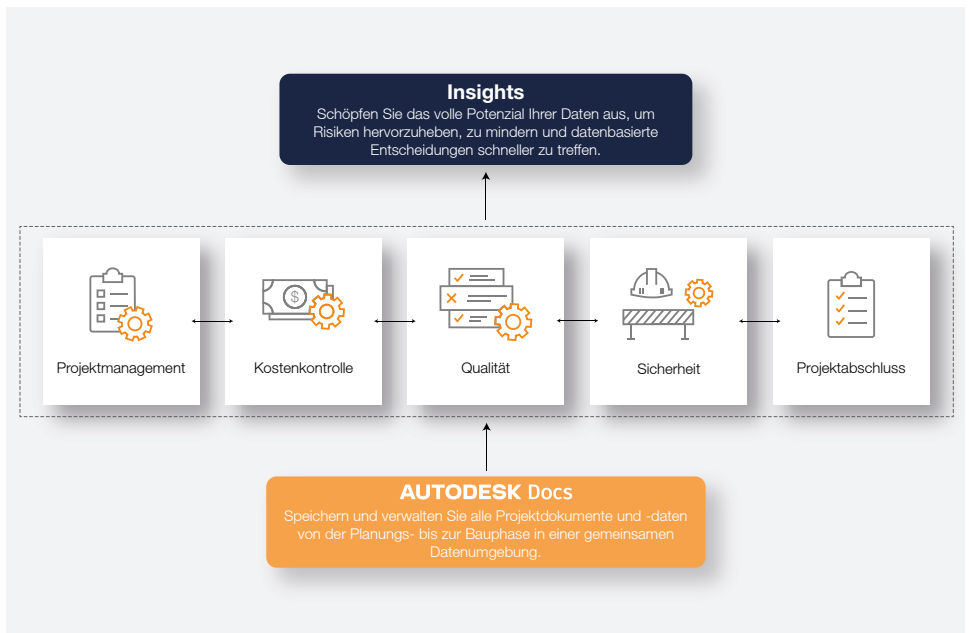 Insights
Schöpfen Sie das volle Potenzial Ihrer Daten aus, um
Risiken hervorzuheben, zu mindern und datenbasierte
Entscheidungen schneller zu treffen.
$
Projektmanagement
Kostenkontrolle
Qualität
Sicherheit
Projektabschluss
AUTODESK Docs
Speichern und verwalten Sie alle Projektdokumente und -daten
von der Planungs- bis zur Bauphase in einer gemeinsamen
Datenumgebung.